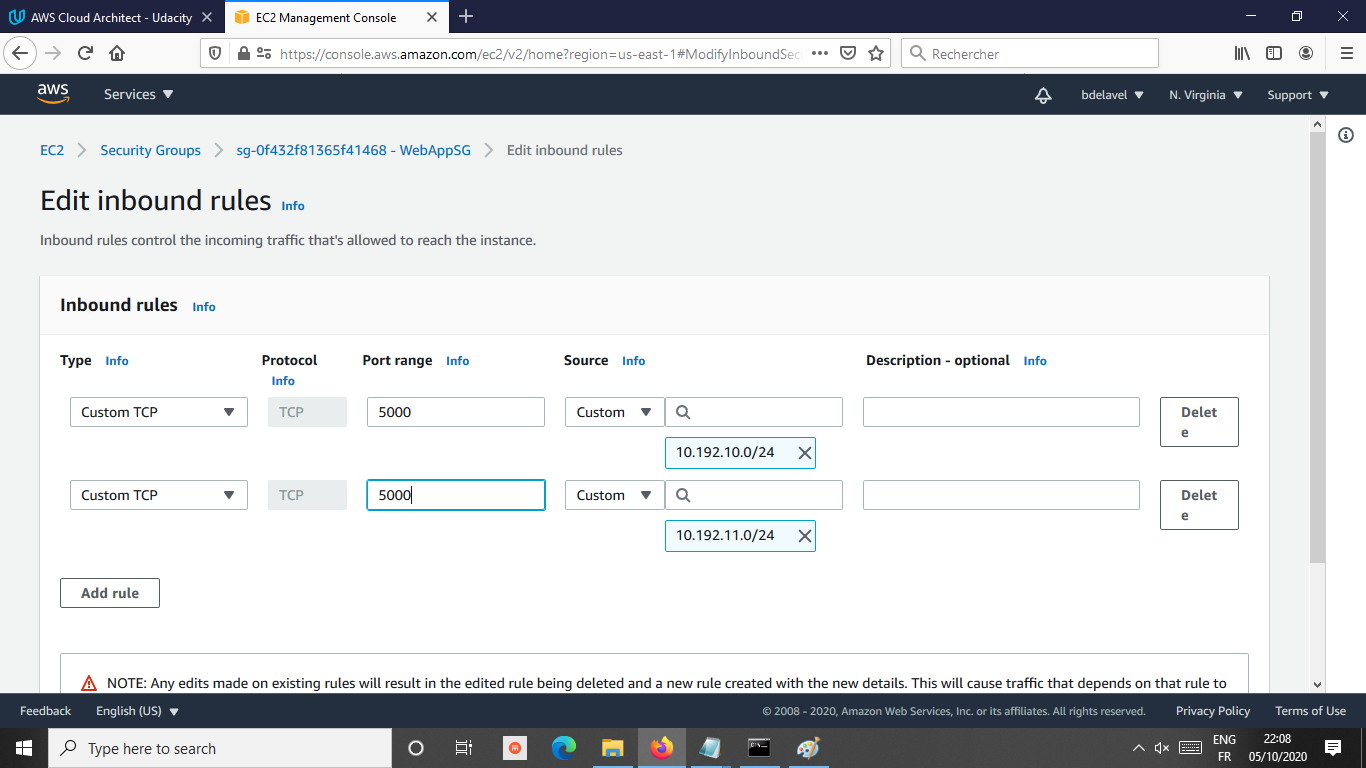 AWS Cloud Architect - Udacity
EC2 Management Console
https://console.aws.amazon.com/ec2/v2/home?region=us-east-1#ModifyInboundSec
Rechercher
aws
Services
bdelavel
N. Virginia
Support
EC2
Security Groups
sg-0f432f81365f41468 - WebAppSG
Edit inbound rules
Edit inbound rules Info
Inbound rules control the incoming traffic that's allowed to reach the instance.
Inbound rules Info
Type Info
Protocol Info
Port range Info
Source Info
Description - optional Info
Custom TCP
TCP
5000
Custom
Delet
e
10.192.10.0/24
Custom TCP
TCP
5000
Custom
Delet
e
10.192.11.0/24
Add rule
NOTE: Any edits made on existing rules will result in the edited rule being deleted and a new rule created with the new details. This will cause traffic that depends on that rule to
Feedback
English (US)
© 2008 - 2020, Amazon Web Services, Inc. or its affiliates. All rights reserved.
Privacy Policy
Terms of Use
Type here to search
ENG
FR
22:08
05/10/2020